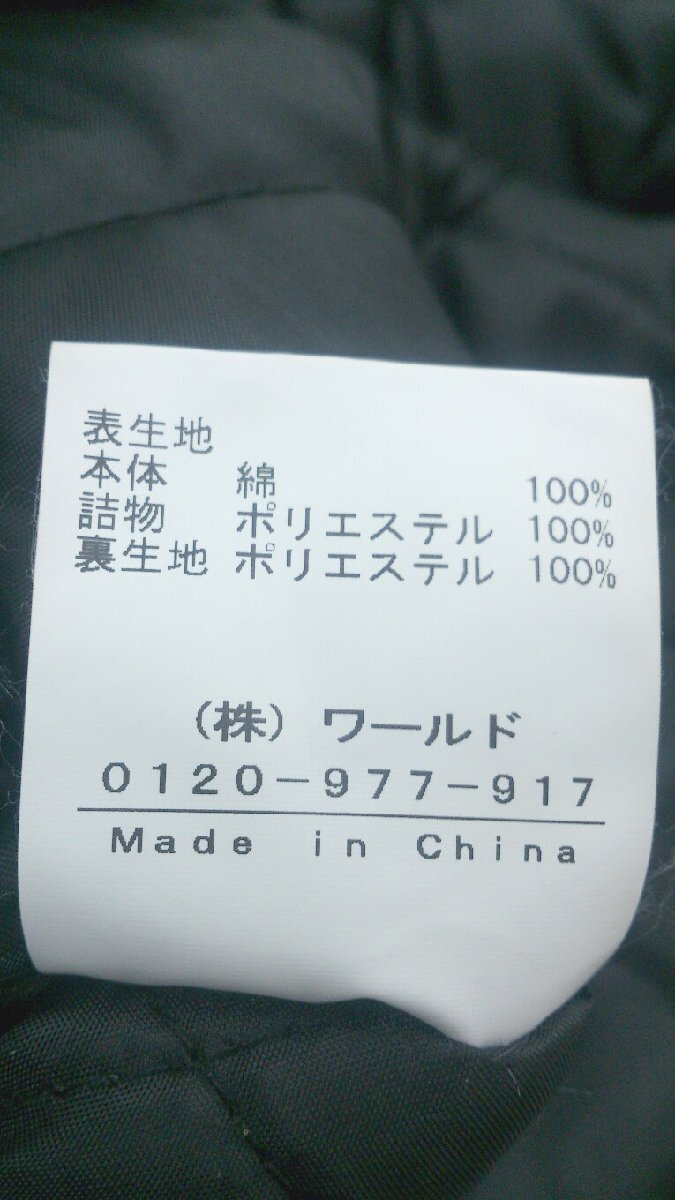 表生地
本体 綿 100%
詰物 ポリエステル 100%
裏生地 ポリエステル 100%
（株）ワールド
0120-977-917
Made in China